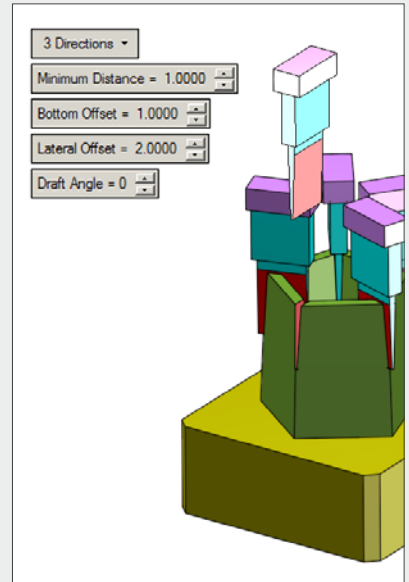 3 Directions
Minimum Distance = 1.0000
Bottom Offset = 1.0000
Lateral Offset = 2.0000
Draft Angle = 0